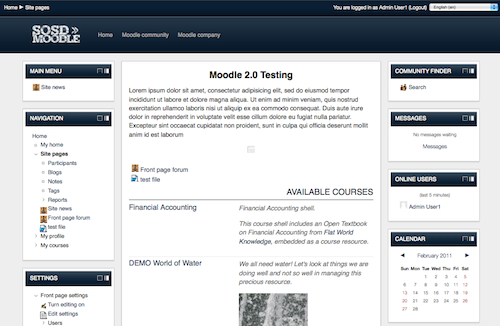 Home ► Site pages
You are logged in as Admin User1 (Logout)
English (en)
SOSD
MOODLE
Home
Moodle community
Moodle company
MAIN MENU
Site news
NAVIGATION
Home
My home
Site pages
Participants
Blogs
Notes
Tags
Reports
Site news
Front page forum
test file
My profile
My courses
SETTINGS
Front page settings
Turn editing on
Edit settings
Users
Moodle 2.0 Testing
Lorem ipsum dolor sit amet, consectetur adipisicing elit, sed do eiusmod tempor
incididunt ut labore et dolore magna aliqua. Ut enim ad minim veniam, quis nostrud
exercitation ullamco laboris nisi ut aliquip ex ea commodo consequat. Duis aute irure
dolor in reprehenderit in voluptate velit esse cillum dolore eu fugiat nulla pariatur.
Excepteur sint occaecat cupidatat non proident, sunt in culpa qui officia deserunt mollit
anim id est laborum
Front page forum
test file
AVAILABLE COURSES
Financial Accounting
Financial Accounting shell.
This course shell includes an Open Textbook
on Financial Accounting from Flat World
Knowledge, embedded as a course resource.
DEMO World of Water
We all need water! Let's look at things we are
doing well and not so well in managing this
precious resource.
COMMUNITY FINDER
Search
MESSAGES
No messages waiting
Messages
ONLINE USERS
(last 5 minutes)
Admin User1
CALENDAR
◄ February 2011 ►
Sun Mon Tue Wed Thu Fri Sat
1 2 3 4 5
6 7 8 9 10 11 12
13 14 15 16 17 18 19
20 21 22 23 24 25 26
27 28